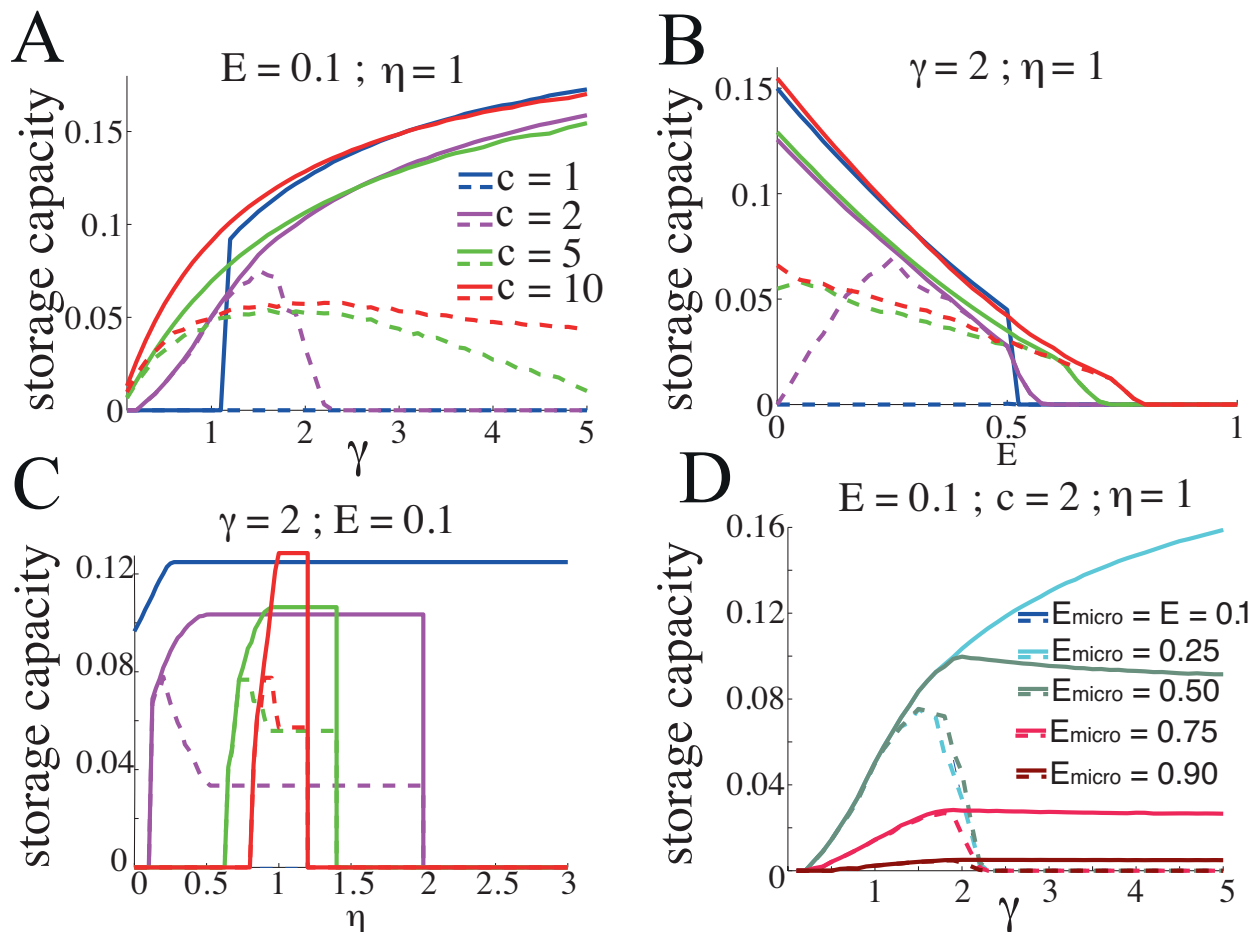 A
E = 0.1 ; η = 1
storage capacity
0.15
0.1
0.05
0
1
2
3
4
5
γ
c = 1
c = 2
c = 5
c = 10
B
γ = 2 ; η = 1
storage capacity
0.15
0.1
0.05
0
0
0.5
1
E
C
γ = 2 ; E = 0.1
storage capacity
0.12
0.08
0.04
0
0
0.5
1
1.5
2
2.5
3
η
D
E = 0.1 ; c = 2 ; η = 1
storage capacity
0.16
0.12
0.08
0.04
0
1
2
3
4
5
γ
Emicro = E = 0.1
Emicro = 0.25
Emicro = 0.50
Emicro = 0.75
Emicro = 0.90